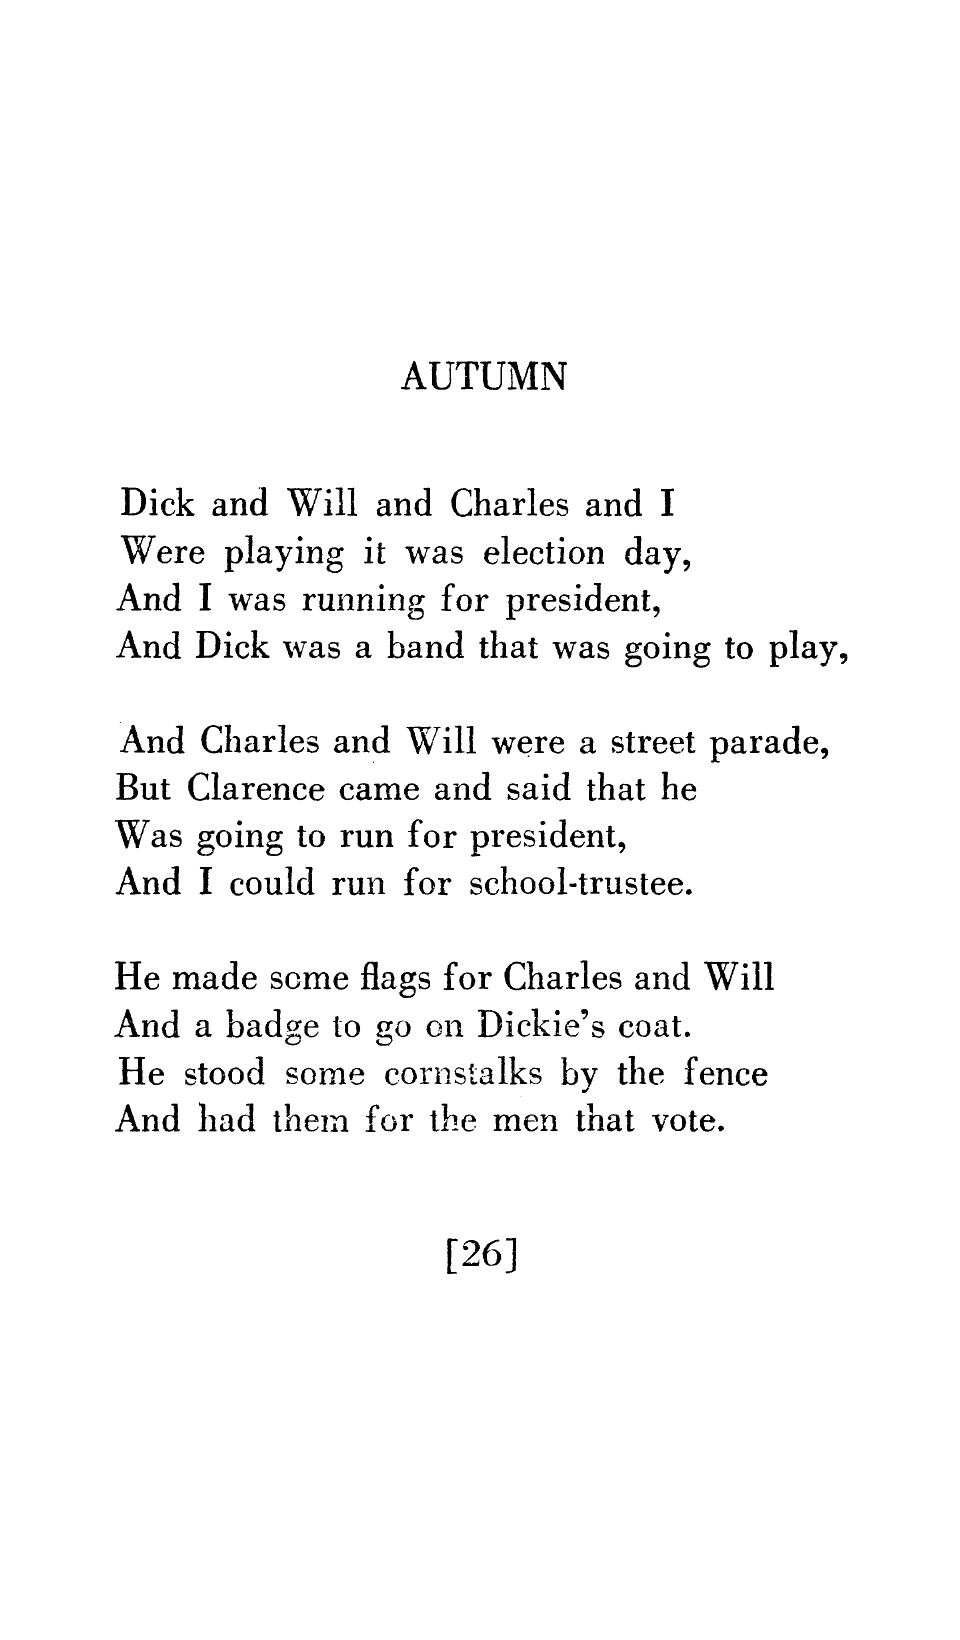 AUTUMN
Dick and Will and Charles and I
Were playing it was election day,
And I was running for president,
And Dick was a band that was going to play,
And Charles and Will were a street parade,
But Clarence came and said that he
Was going to run for president,
And I could run for school-trustee.
He made some flags for Charles and Will
And a badge to go on Dickie's coat.
He stood some cornstalks by the fence
And had them for the men that vote.
[26]